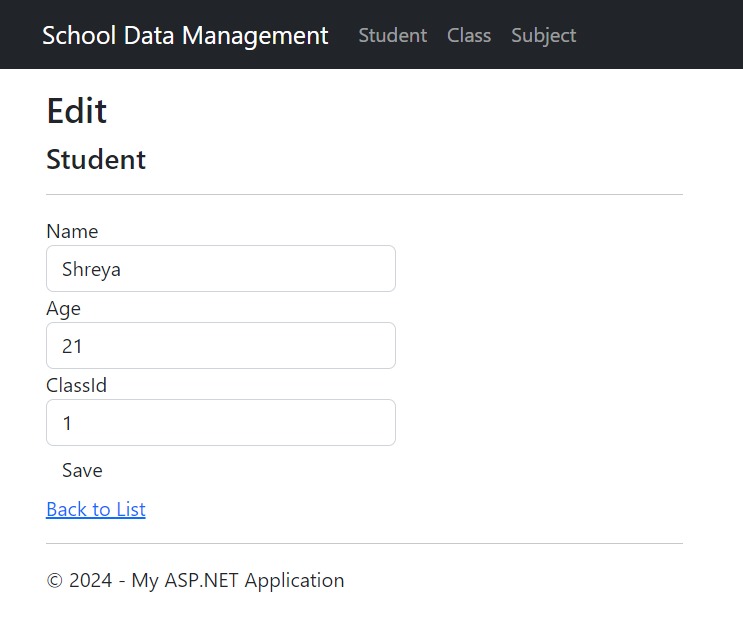 School Data Management Student Class Subject
Edit
Student
Name
Shreya
Age
21
ClassId
1
Save
Back to List
© 2024 - My ASP.NET Application